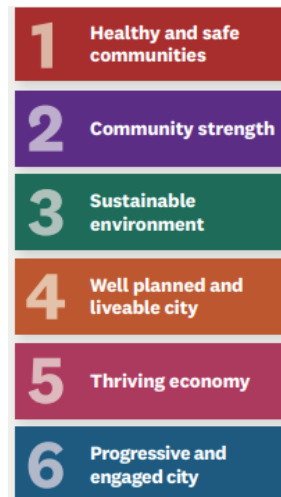 1 Healthy and safe
communities
2 Community strength
3 Sustainable
environment
4 Well planned and
liveable city
5 Thriving economy
6 Progressive and
engaged city